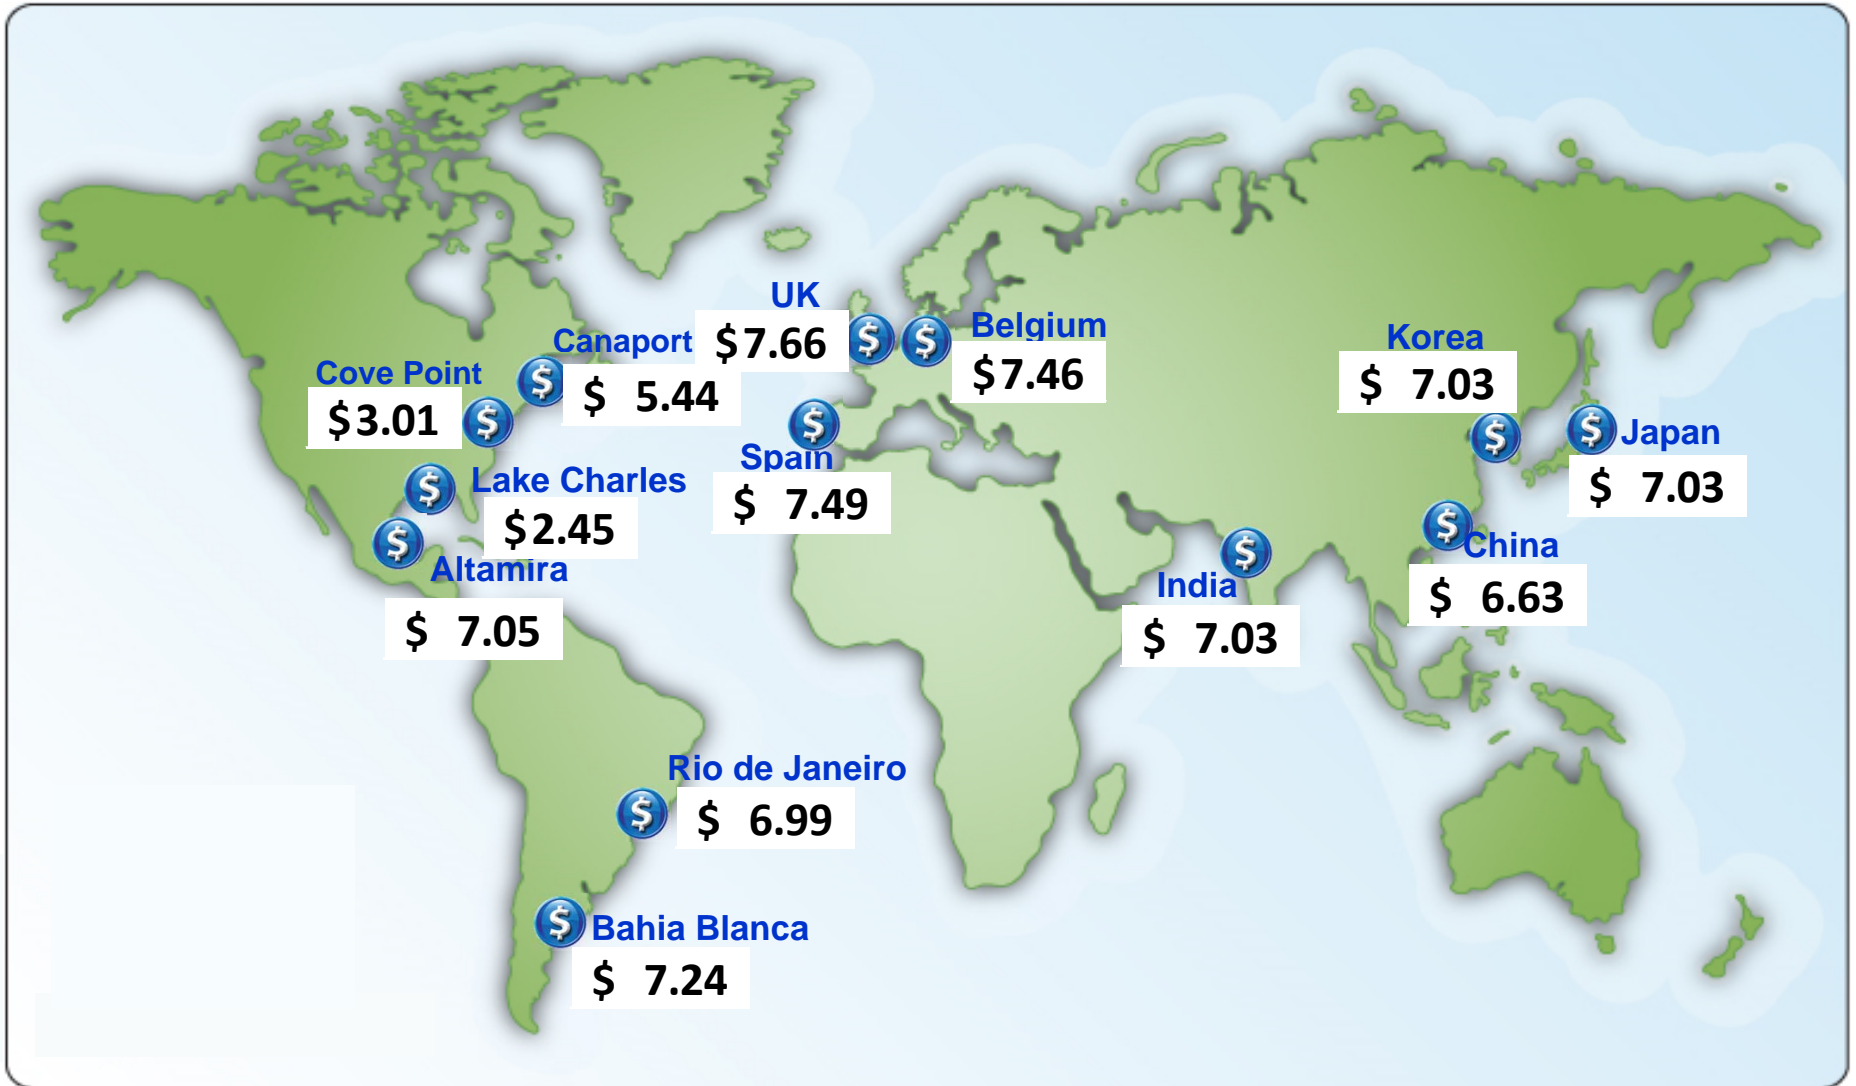 UK
$7.66
Belgium
$7.46
Canaport
$ 5.44
Cove Point
$3.01
Korea
$ 7.03
Japan
$ 7.03
Spain
$ 7.49
Lake Charles
$2.45
Altamira
$ 7.05
China
$ 6.63
India
$ 7.03
Rio de Janeiro
$ 6.99
Bahia Blanca
$ 7.24